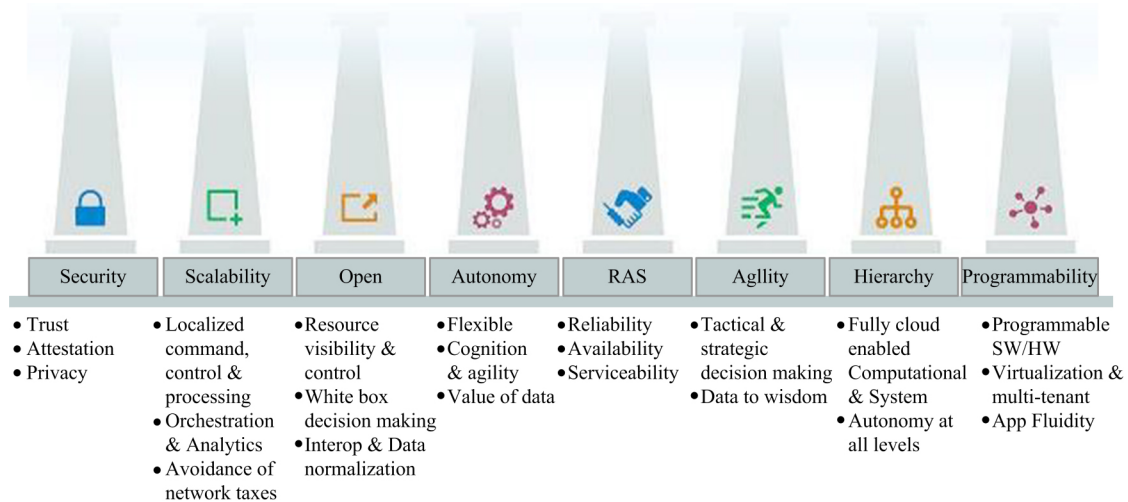 Security
Scalability
Open
Autonomy
RAS
Agllity
Hierarchy
Programmability
• Trust
• Attestation
• Privacy
• Localized
command,
control &
processing
• Orchestration
& Analytics
• Avoidance of
network taxes
• Resource
visibility &
control
• White box
decision making
• Interop & Data
normalization
• Flexible
• Cognition
& agility
• Value of data
• Reliability
• Availability
• Serviceability
• Tactical &
strategic
decision making
• Data to wisdom
• Fully cloud
enabled
Computational
& System
• Autonomy at
all levels
• Programmable
SW/HW
• Virtualization &
multi-tenant
• App Fluidity